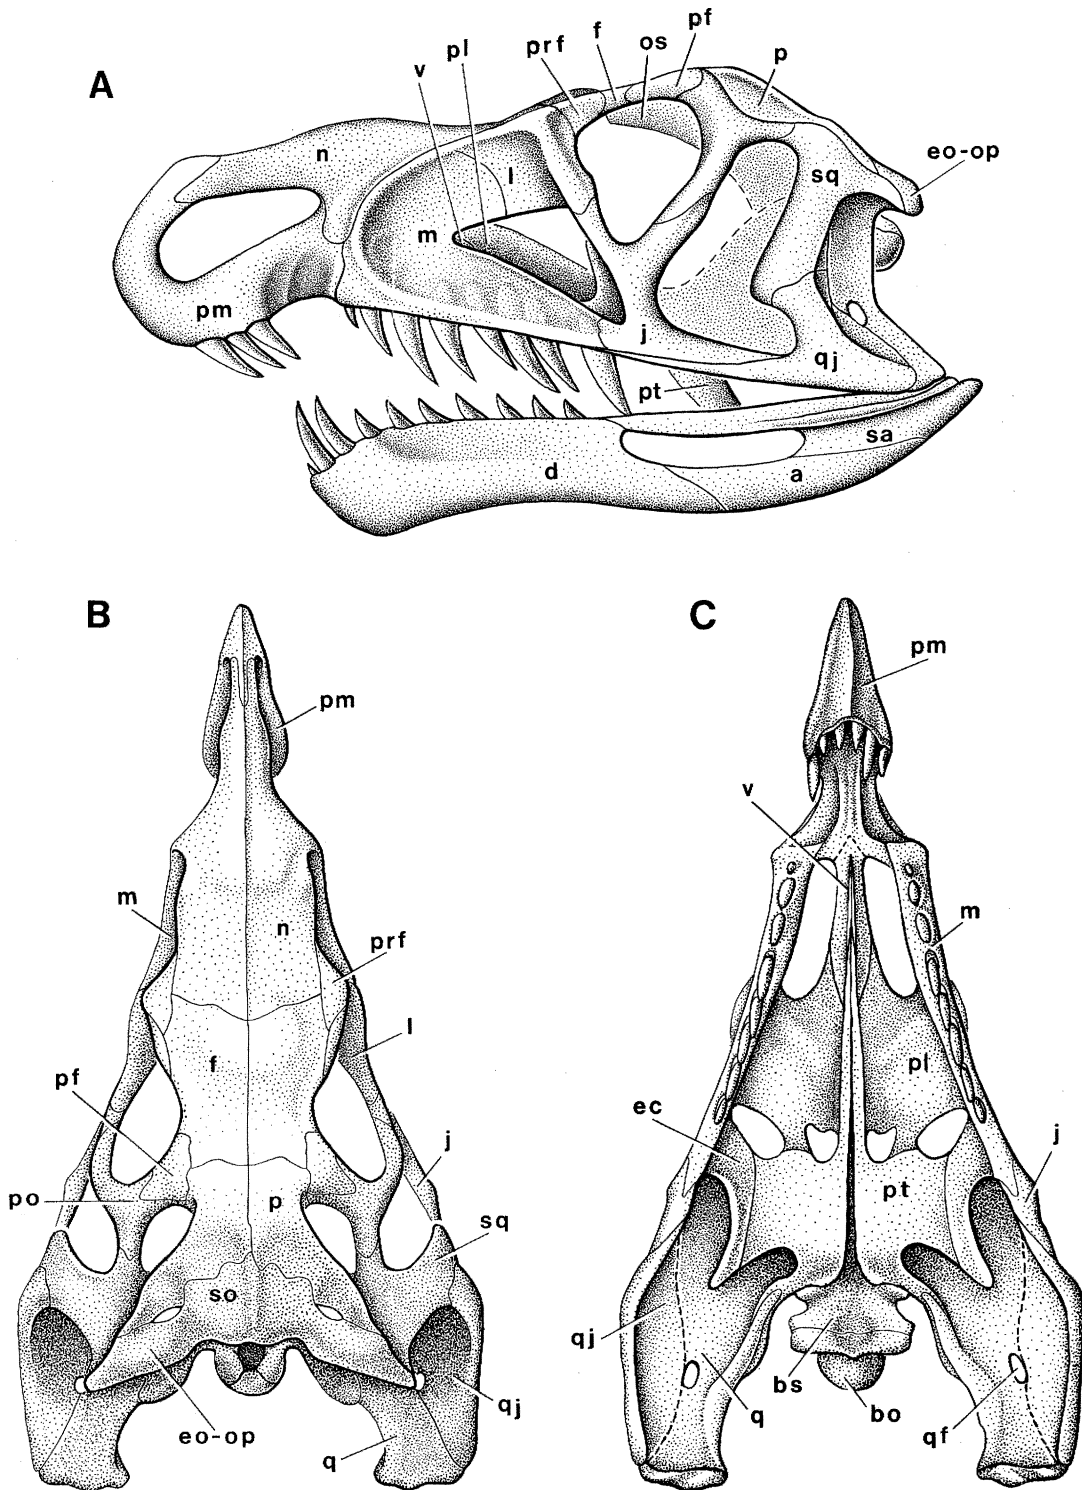 A
v
pl
prf
f
os
pf
p
eo-op
n
l
sq
m
pm
j
qj
pt
sa
d
a
B
pm
m
n
prf
l
f
pf
j
po
p
sq
so
qj
eo-op
q
C
pm
v
m
pl
ec
j
pt
qj
bs
q
bo
qf